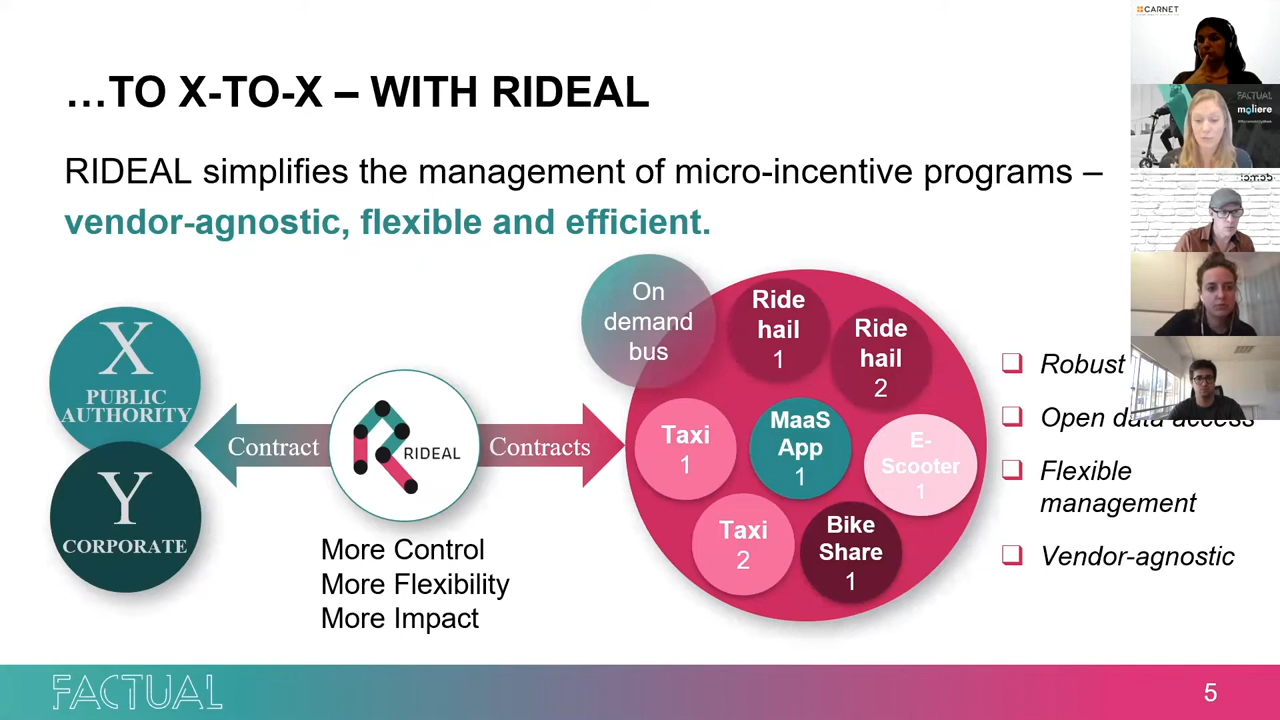 …TO X-TO-X – WITH RIDEAL
RIDEAL simplifies the management of micro-incentive programs –
vendor-agnostic, flexible and efficient.
X
PUBLIC
AUTHORITY
Y
CORPORATE
Contract
RIDEAL
Contracts
More Control
More Flexibility
More Impact
On
demand
bus
Ride
hail
1
Ride
hail
2
Taxi
1
MaaS
App
1
E-
Scooter
1
Taxi
2
Bike
Share
1
Robust
Open data access
Flexible
management
Vendor-agnostic
FACTUAL
5
CARNET
FACTUAL
moliere